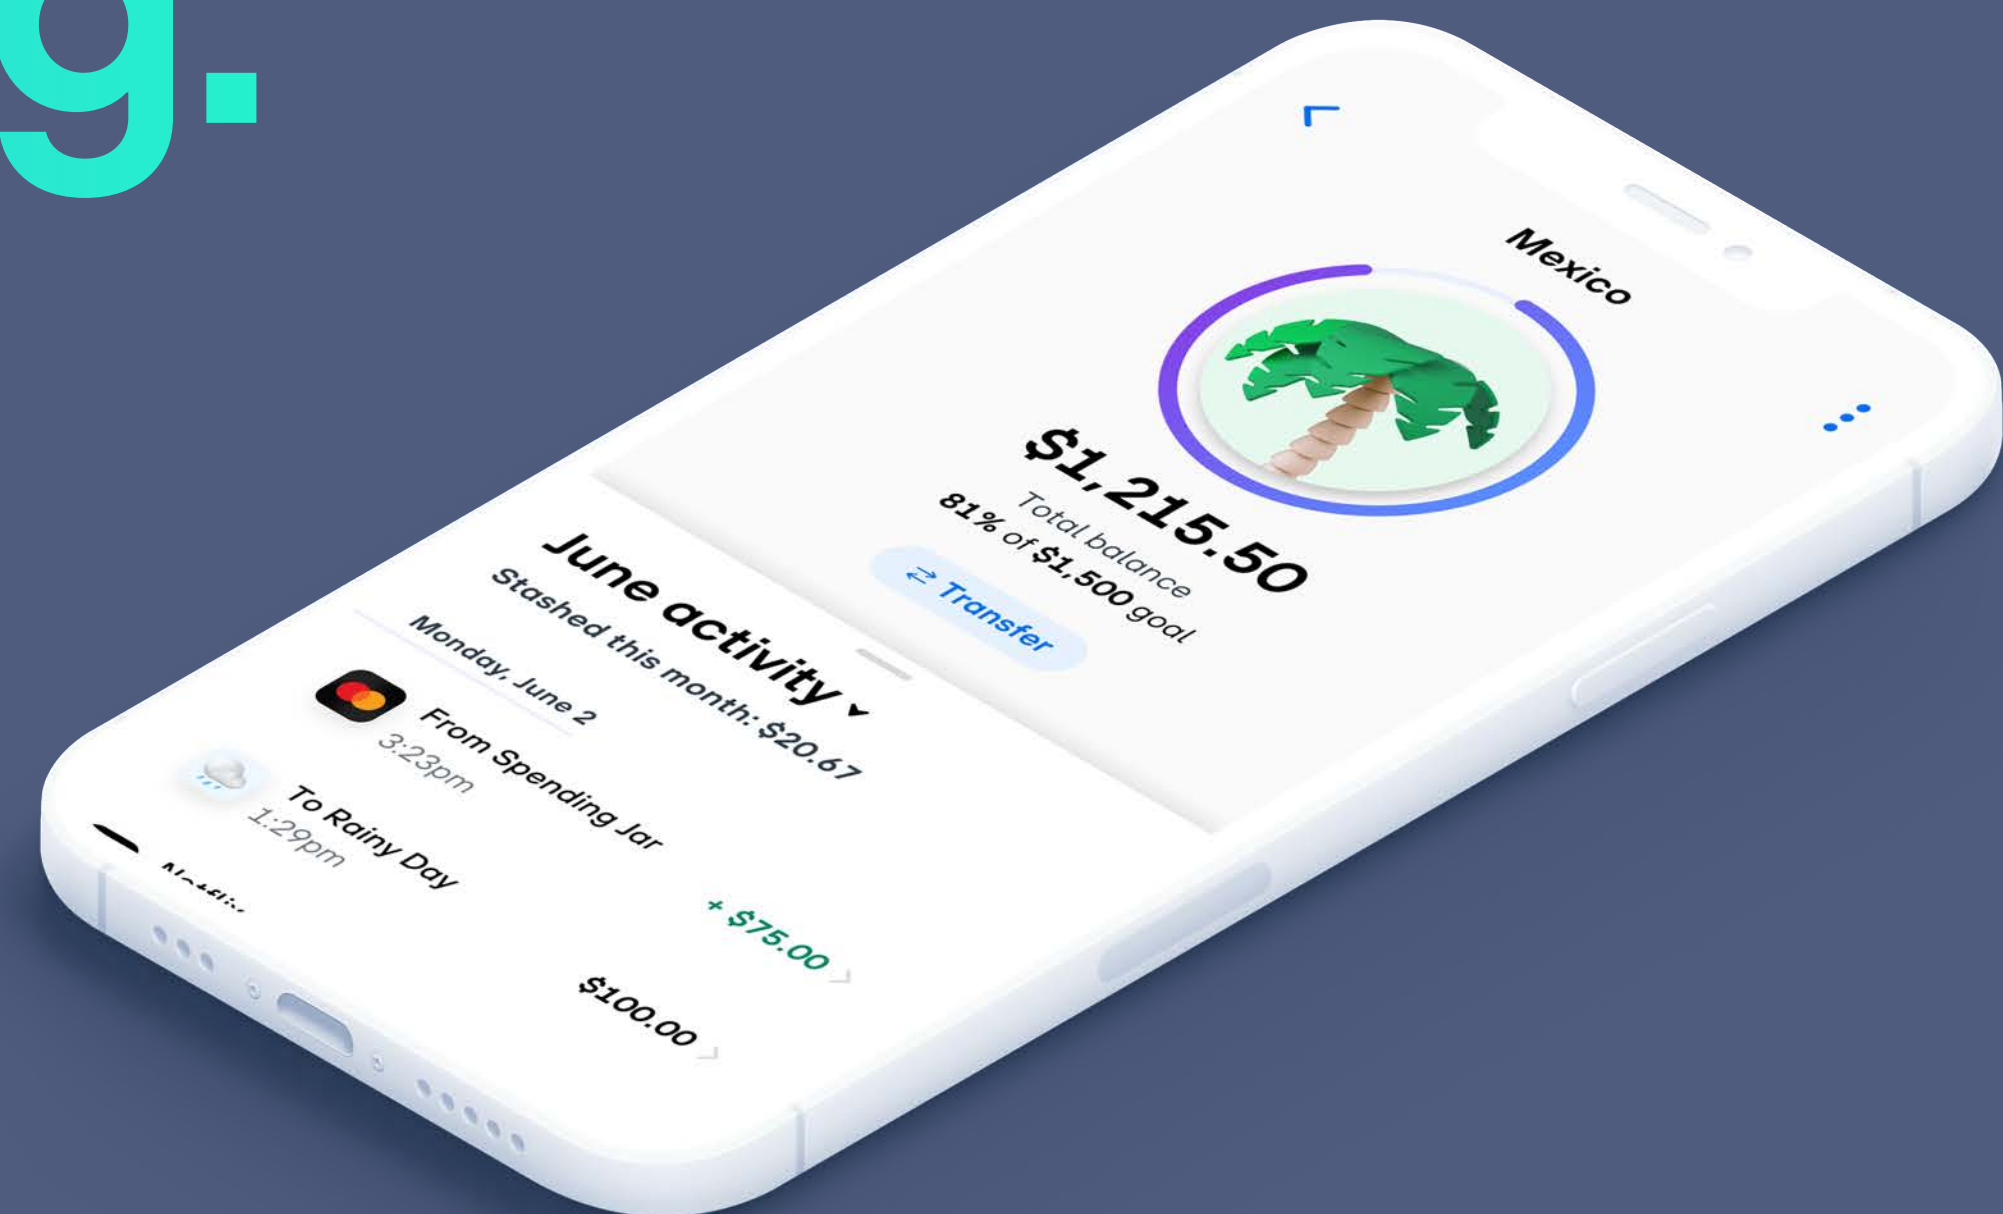 g.
Mexico
$1,215.50
Total balance
81% of $1,500 goal
Transfer
June activity
Stashed this month: $20.67
Monday, June 2
From Spending Jar
3:23pm
+ $75.00
To Rainy Day
1:29pm
$100.00